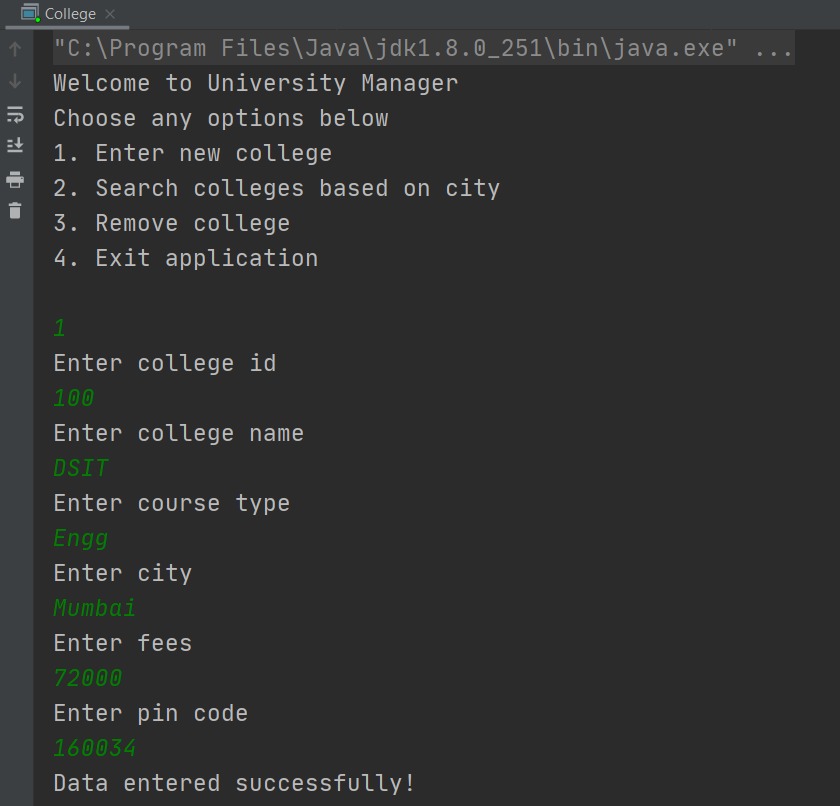 College
"C:\Program Files\Java\jdk1.8.0_251\bin\java.exe" ...
Welcome to University Manager
Choose any options below
1. Enter new college
2. Search colleges based on city
3. Remove college
4. Exit application
1
Enter college id
100
Enter college name
DSIT
Enter course type
Engg
Enter city
Mumbai
Enter fees
72000
Enter pin code
160034
Data entered successfully!